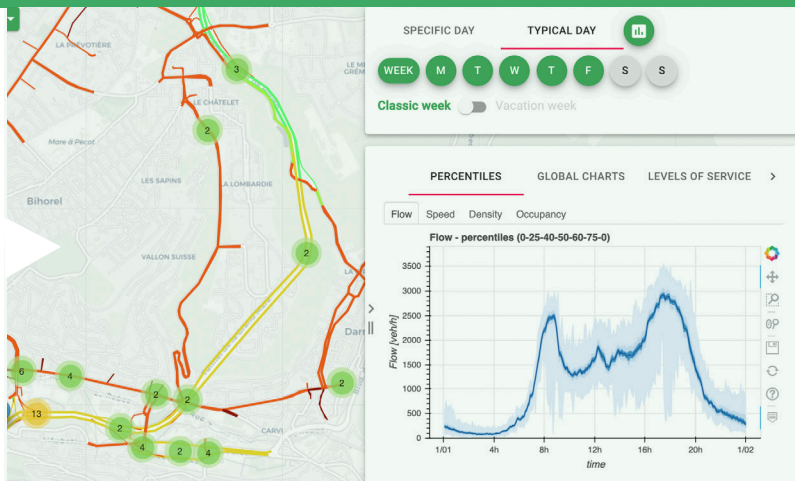 SPECIFIC DAY
TYPICAL DAY
WEEK M T W T F S S
Classic week
Vacation week
PERCENTILES
GLOBAL CHARTS
LEVELS OF SERVICE
Flow
Speed
Density
Occupancy
Flow - percentiles (0-25-40-50-60-75-0)
Flow [veh/h]
3500
3000
2500
2000
1500
1000
500
0
1/01
4h
8h
12h
16h
20h
1/02
time
LA PRÉVOTIÈRE
3
LE CHÂTELET
2
Mare à Pecot
LES SAPINS
LA LOMBARDIE
Bihorel
VALLON SUISSE
2
6
4
2
2
2
13
2
4
2
4
CARVI